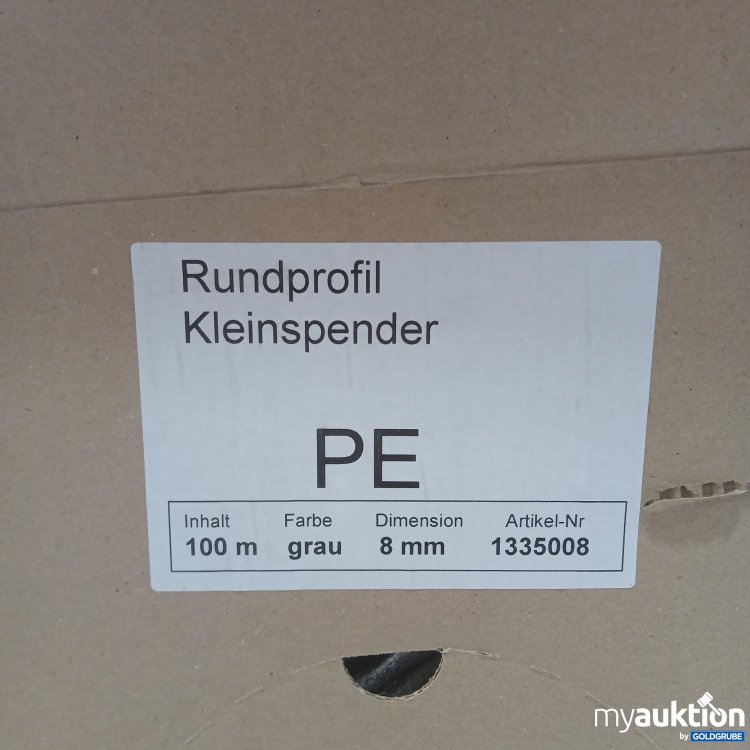 Rundprofil
Kleinspender
PE
Inhalt Farbe Dimension Artikel-Nr
100 m grau 8 mm 1335008
myauktion
by GOLDGRUBE